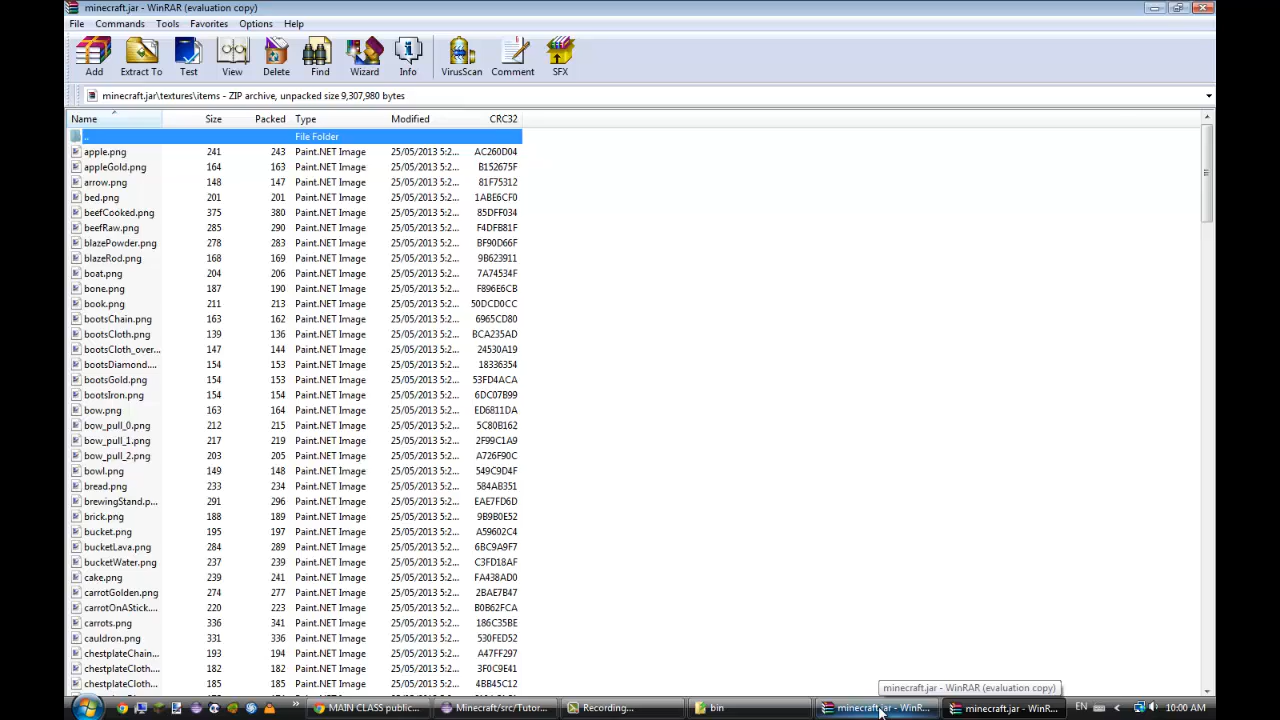 minecraft.jar - WinRAR (evaluation copy)
File Commands Tools Favorites Options Help
Add Extract To Test View Delete Find Wizard Info VirusScan Comment SFX
minecraft.jar\textures\items - ZIP archive, unpacked size 9,307,980 bytes
Name Size Packed Type Modified CRC32
.. File Folder
apple.png 241 243 Paint.NET Image 25/05/2013 5:2... AC260D04
appleGold.png 164 163 Paint.NET Image 25/05/2013 5:2... B152675F
arrow.png 148 147 Paint.NET Image 25/05/2013 5:2... 81F75312
bed.png 201 201 Paint.NET Image 25/05/2013 5:2... 1ABE6CF0
beefCooked.png 375 380 Paint.NET Image 25/05/2013 5:2... 85DFF034
beefRaw.png 285 290 Paint.NET Image 25/05/2013 5:2... F4DFB81F
blazePowder.png 278 283 Paint.NET Image 25/05/2013 5:2... BF90D66F
blazeRod.png 168 169 Paint.NET Image 25/05/2013 5:2... 9B623911
boat.png 204 206 Paint.NET Image 25/05/2013 5:2... 7A74534F
bone.png 187 190 Paint.NET Image 25/05/2013 5:2... F896E6CB
book.png 211 213 Paint.NET Image 25/05/2013 5:2... 50DCD0CC
bootsChain.png 163 162 Paint.NET Image 25/05/2013 5:2... 6965CD80
bootsCloth.png 139 136 Paint.NET Image 25/05/2013 5:2... BCA235AD
bootsCloth_over... 147 144 Paint.NET Image 25/05/2013 5:2... 24530A19
bootsDiamond.... 154 153 Paint.NET Image 25/05/2013 5:2... 18336354
bootsGold.png 154 153 Paint.NET Image 25/05/2013 5:2... 53FD4ACA
bootsIron.png 154 154 Paint.NET Image 25/05/2013 5:2... 6DC07B99
bow.png 163 164 Paint.NET Image 25/05/2013 5:2... ED6811DA
bow_pull_0.png 212 215 Paint.NET Image 25/05/2013 5:2... 5C80B162
bow_pull_1.png 217 219 Paint.NET Image 25/05/2013 5:2... 2F99C1A9
bow_pull_2.png 203 205 Paint.NET Image 25/05/2013 5:2... A726F90C
bowl.png 149 148 Paint.NET Image 25/05/2013 5:2... 549C9D4F
bread.png 233 234 Paint.NET Image 25/05/2013 5:2... 584AB351
brewingStand.p... 291 296 Paint.NET Image 25/05/2013 5:2... EAE7FD6D
brick.png 188 189 Paint.NET Image 25/05/2013 5:2... 9B9B0E52
bucket.png 195 197 Paint.NET Image 25/05/2013 5:2... A59602C4
bucketLava.png 284 289 Paint.NET Image 25/05/2013 5:2... 6BC9A9F7
bucketWater.png 237 239 Paint.NET Image 25/05/2013 5:2... C3FD18AF
cake.png 239 241 Paint.NET Image 25/05/2013 5:2... FA438AD0
carrotGolden.png 274 277 Paint.NET Image 25/05/2013 5:2... 2BAE7B47
carrotOnAStick.... 220 223 Paint.NET Image 25/05/2013 5:2... B0B62FCA
carrots.png 336 341 Paint.NET Image 25/05/2013 5:2... 186C35BE
cauldron.png 331 336 Paint.NET Image 25/05/2013 5:2... 530FED52
chestplateChain... 193 194 Paint.NET Image 25/05/2013 5:2... A47FF297
chestplateCloth.... 182 182 Paint.NET Image 25/05/2013 5:2... 3F0C9E41
chestplateCloth... 185 185 Paint.NET Image 25/05/2013 5:2... 4BB45C12
minecraft.jar - WinRAR (evaluation copy)
MAIN CLASS public... Minecraft/src/Tutor... Recording... bin minecraft.jar - WinR... minecraft.jar - WinR... EN 10:00 AM